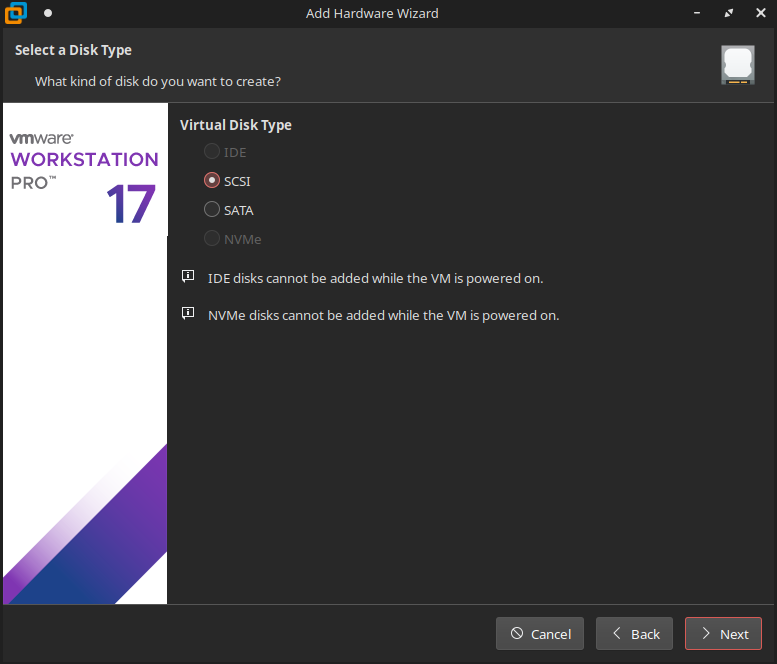 Add Hardware Wizard
Select a Disk Type
What kind of disk do you want to create?
vmware®
WORKSTATION
PRO™
17
Virtual Disk Type
IDE
SCSI
SATA
NVMe
IDE disks cannot be added while the VM is powered on.
NVMe disks cannot be added while the VM is powered on.
Cancel
Back
Next